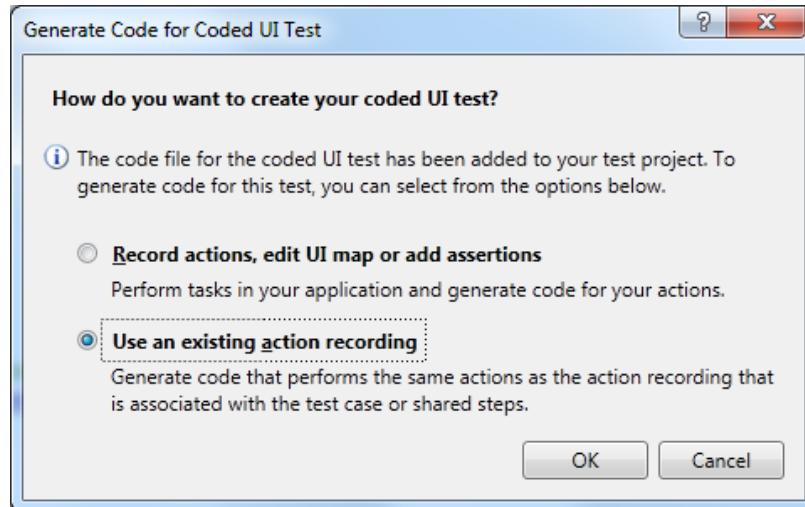 Generate Code for Coded UI Test
?
How do you want to create your coded UI test?
The code file for the coded UI test has been added to your test project. To
generate code for this test, you can select from the options below.
Record actions, edit UI map or add assertions
Perform tasks in your application and generate code for your actions.
Use an existing action recording
Generate code that performs the same actions as the action recording that
is associated with the test case or shared steps.
OK Cancel